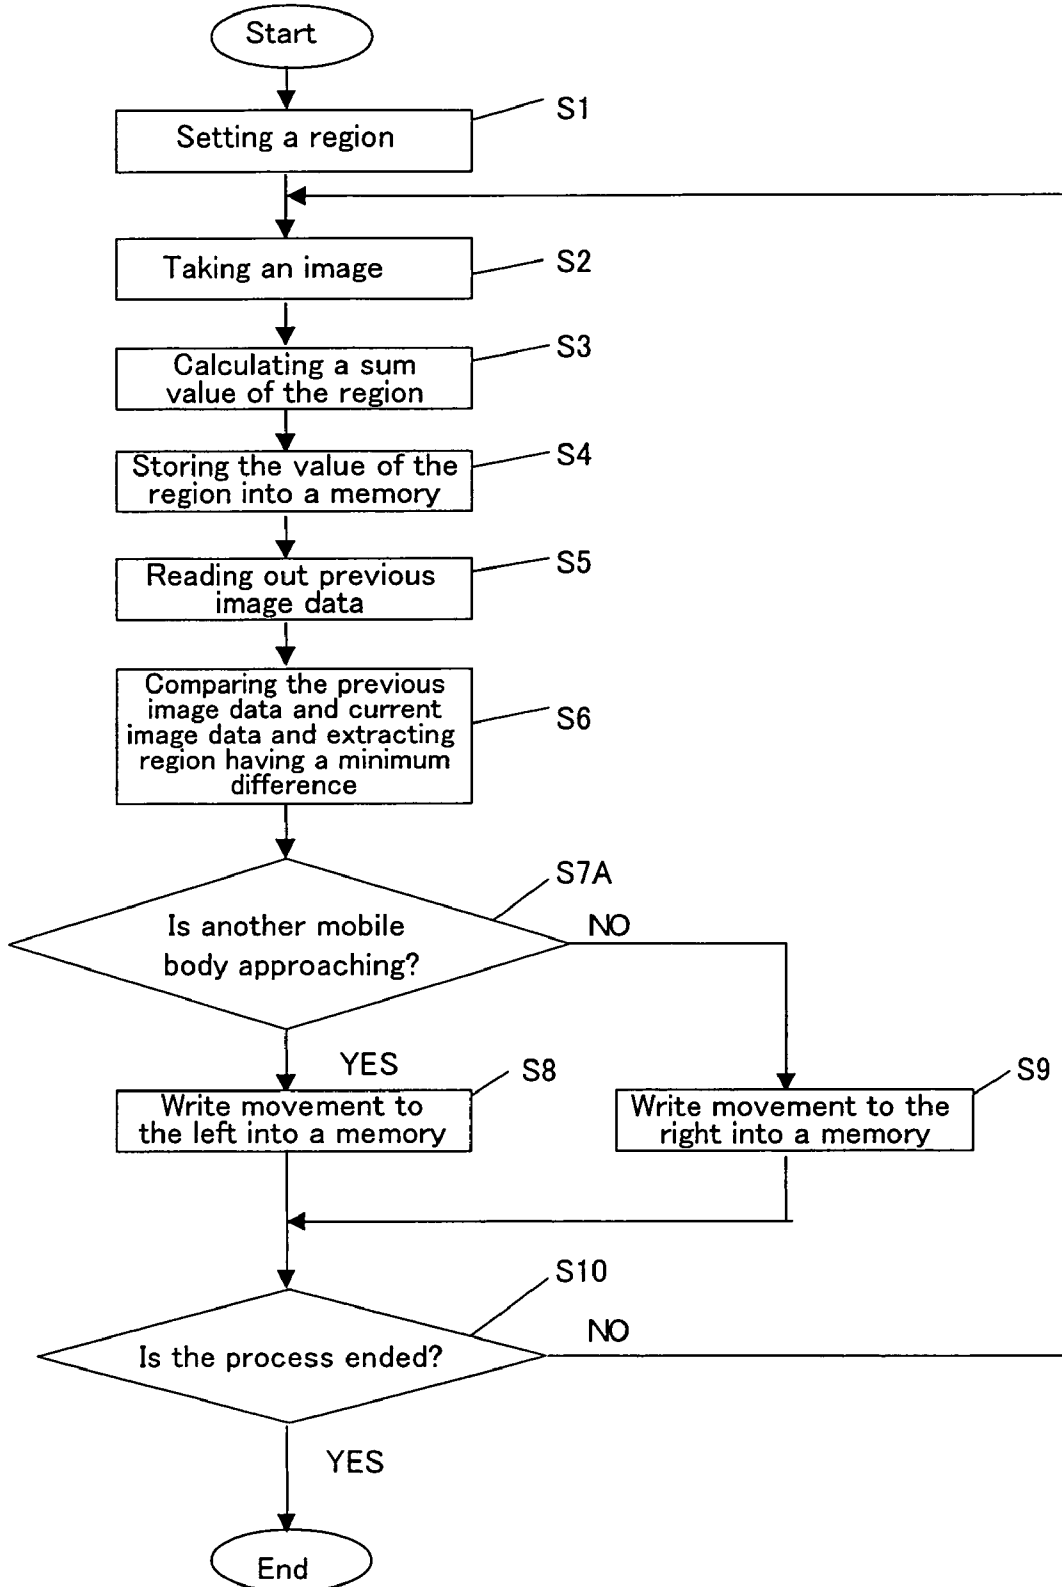 Start
S1
Setting a region
S2
Taking an image
S3
Calculating a sum
value of the region
S4
Storing the value of the
region into a memory
S5
Reading out previous
image data
Comparing the previous
image data and current
image data and extracting
region having a minimum
difference
S6
S7A
Is another mobile
body approaching?
NO
YES
S8
Write movement to
the left into a memory
S9
Write movement to the
right into a memory
S10
Is the process ended?
NO
YES
End